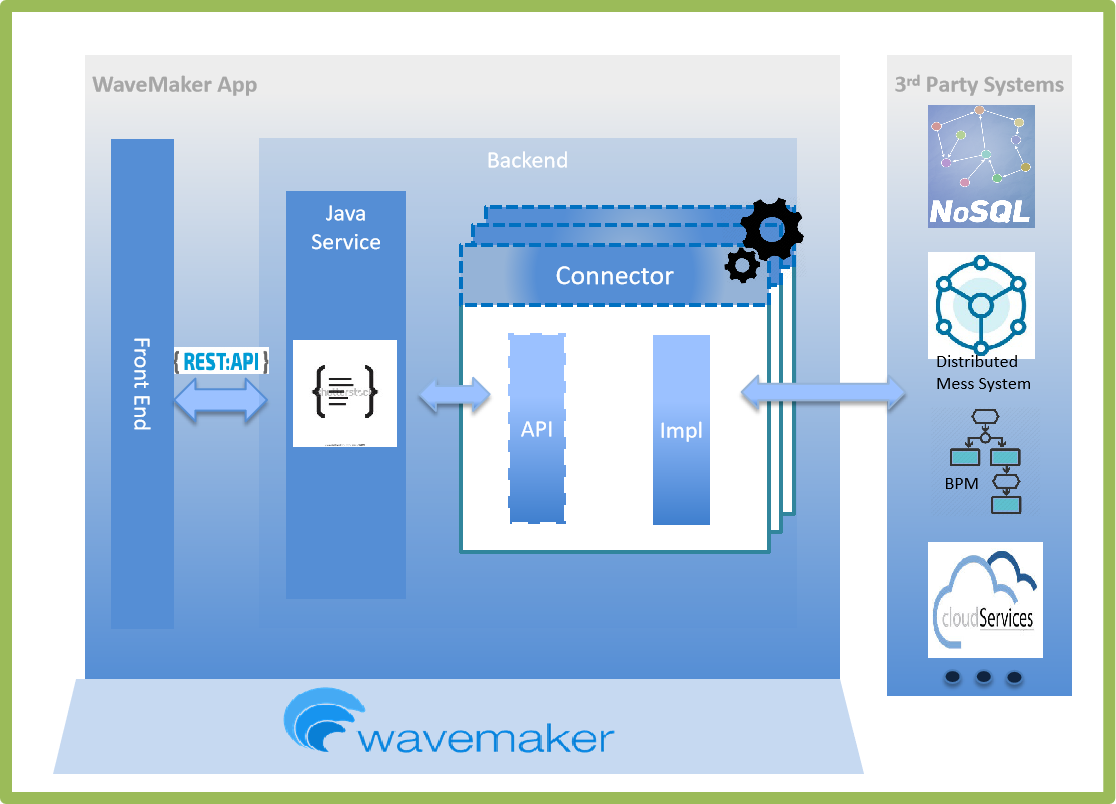 WaveMaker App
3rd Party Systems
Backend
Java
Service
Connector
NoSQL
Front End
{ REST:API }
API
Impl
Distributed
Mess System
BPM
cloudServices
wavemaker